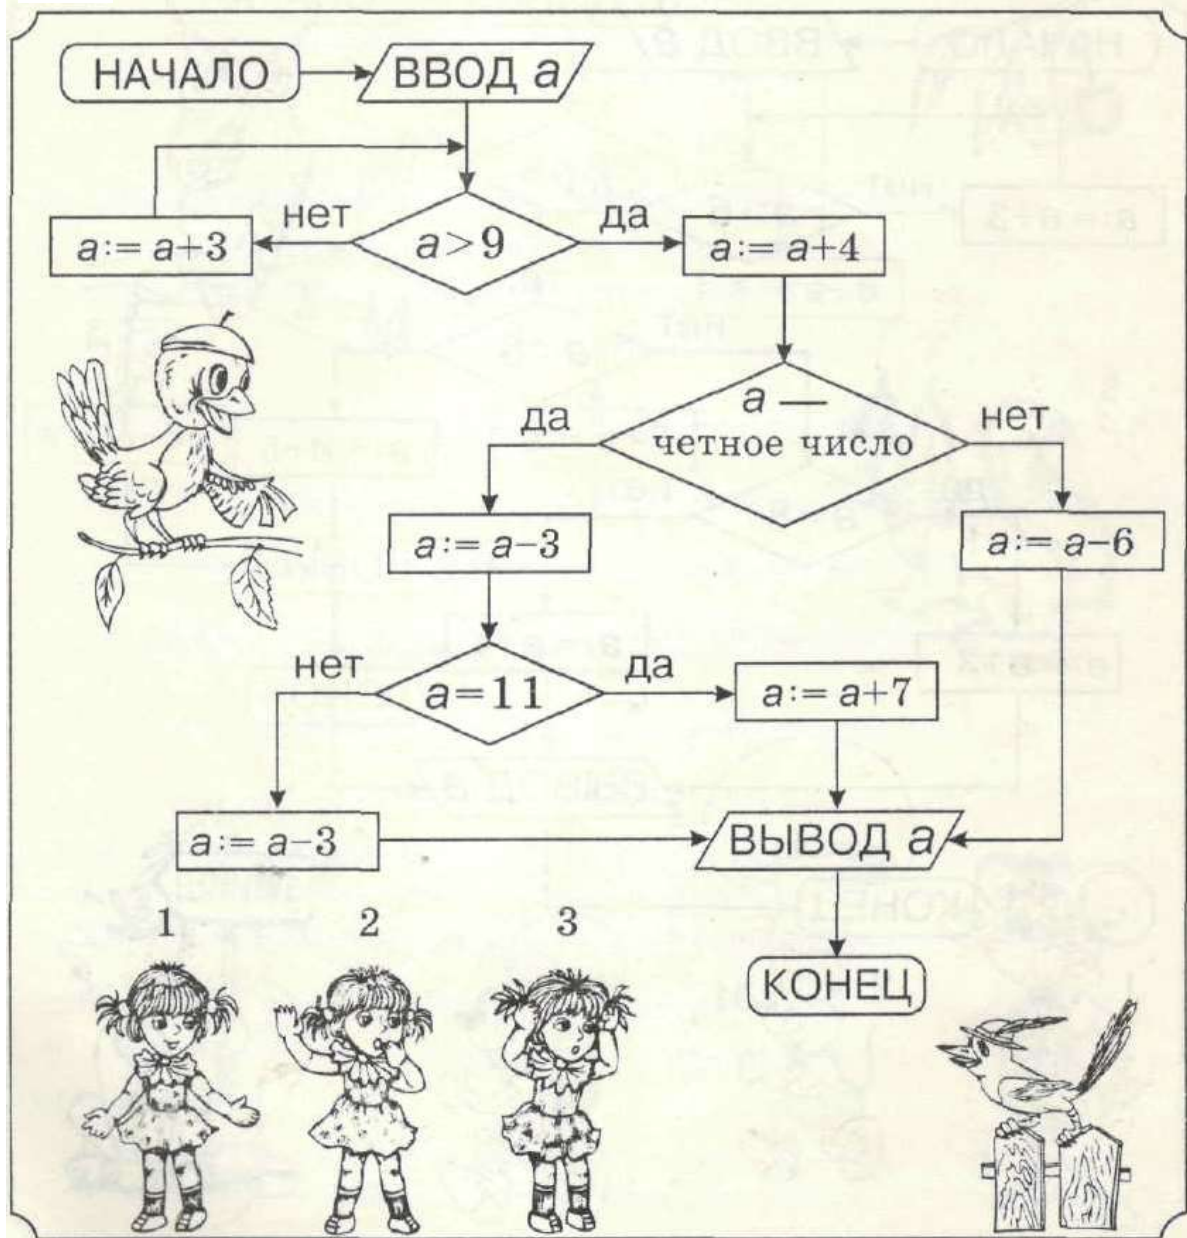 НАЧАЛО
ВВОД a
нет
a>9
да
a:= a+3
a:= a+4
a —
четное число
да
нет
a:= a–3
a:= a–6
нет
a=11
да
a:= a+7
a:= a–3
ВЫВОД a
1 2 3
КОНЕЦ